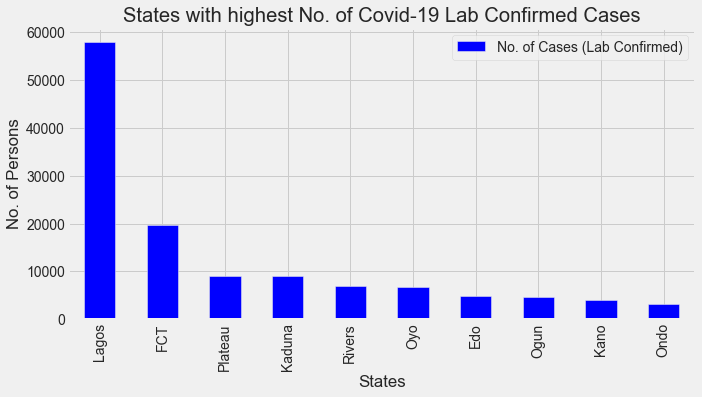 States with highest No. of Covid-19 Lab Confirmed Cases
No. of Cases (Lab Confirmed)
No. of Persons
60000
50000
40000
30000
20000
10000
0
Lagos
FCT
Plateau
Kaduna
Rivers
Oyo
Edo
Ogun
Kano
Ondo
States